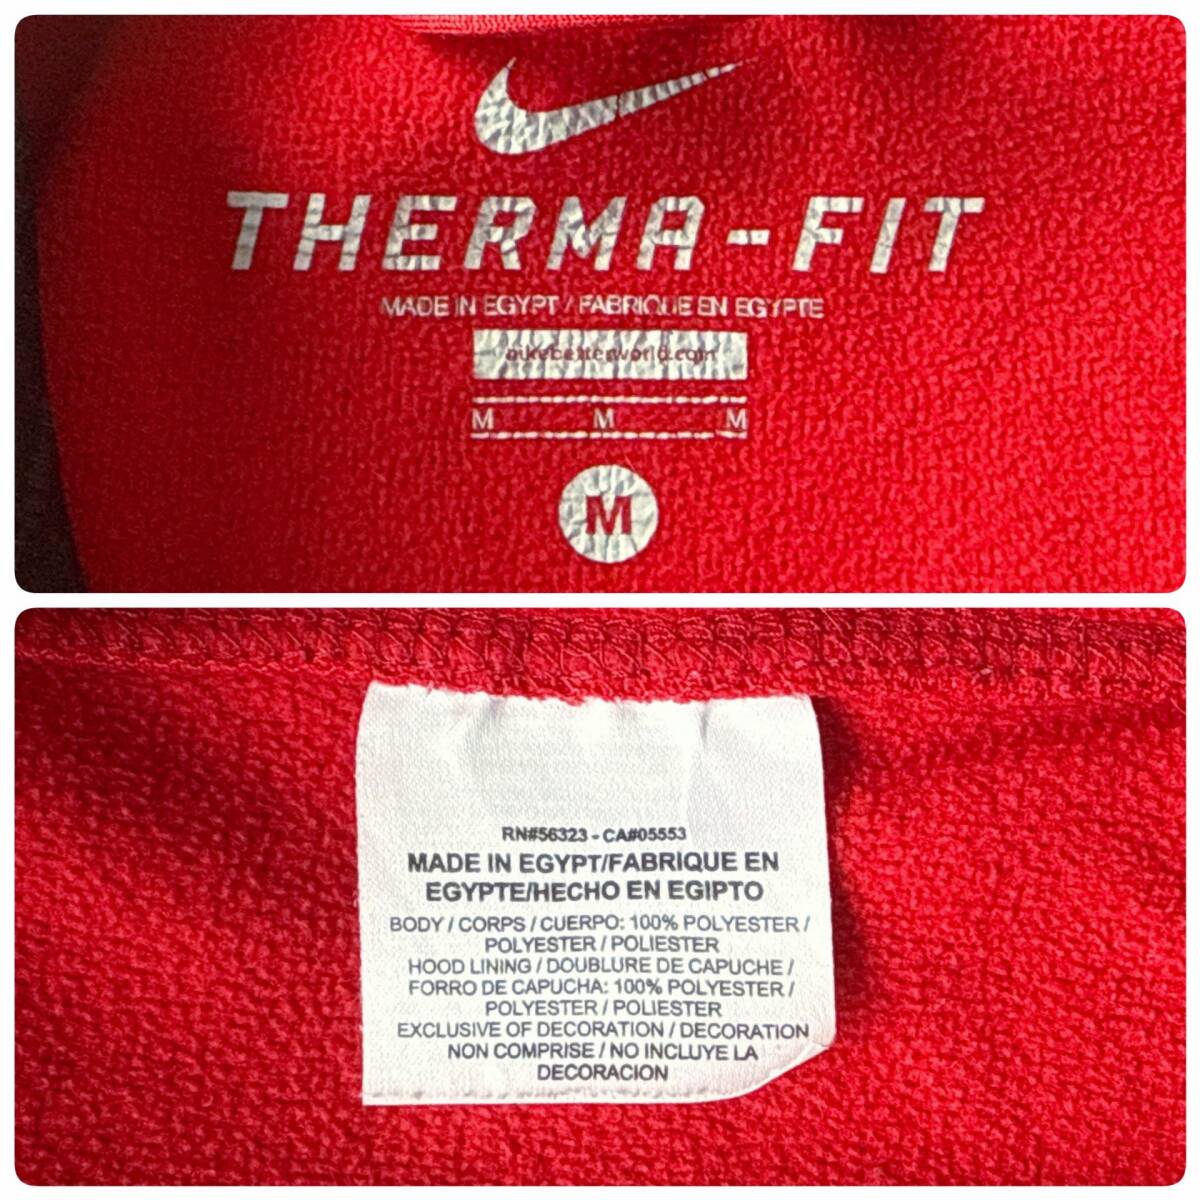 THERMA-FIT
MADE IN EGYPT / FABRIQUE EN EGYPTE
nikebetterworld.com
M M M
M
RN#56323 - CA#05553
MADE IN EGYPT/FABRIQUE EN
EGYPTE/HECHO EN EGIPTO
BODY / CORPS / CUERPO: 100% POLYESTER /
POLYESTER / POLIESTER
HOOD LINING / DOUBLURE DE CAPUCHE /
FORRO DE CAPUCHA: 100% POLYESTER /
POLYESTER / POLIESTER
EXCLUSIVE OF DECORATION / DECORATION
NON COMPRISE / NO INCLUYE LA
DECORACION